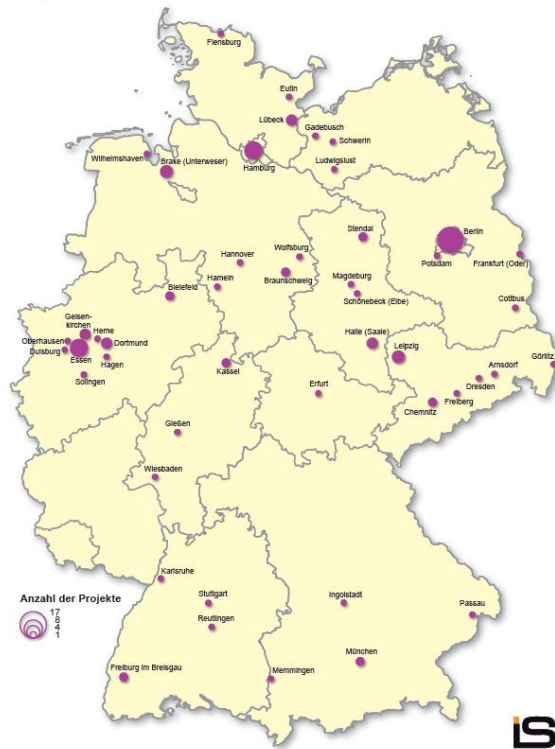 Flensburg
Eutin
Lübeck
Gadebusch
Schwerin
Wilhelmshaven
Brake (Unterweser)
Hamburg
Ludwigslust
Stendal
Berlin
Wolfsburg
Hannover
Potsdam
Frankfurt (Oder)
Hameln
Braunschweig
Magdeburg
Bielefeld
Schönebeck (Elbe)
Cottbus
Gelsen-
kirchen
Herne
Oberhausen
Dortmund
Duisburg
Essen
Hagen
Solingen
Halle (Saale)
Leipzig
Görlitz
Kassel
Arnsdorf
Erfurt
Dresden
Chemnitz
Freiberg
Gießen
Wiesbaden
Karlsruhe
Anzahl der Projekte
17
8
4
1
Stuttgart
Ingolstadt
Passau
Reutlingen
München
Freiburg im Breisgau
Memmingen
iS